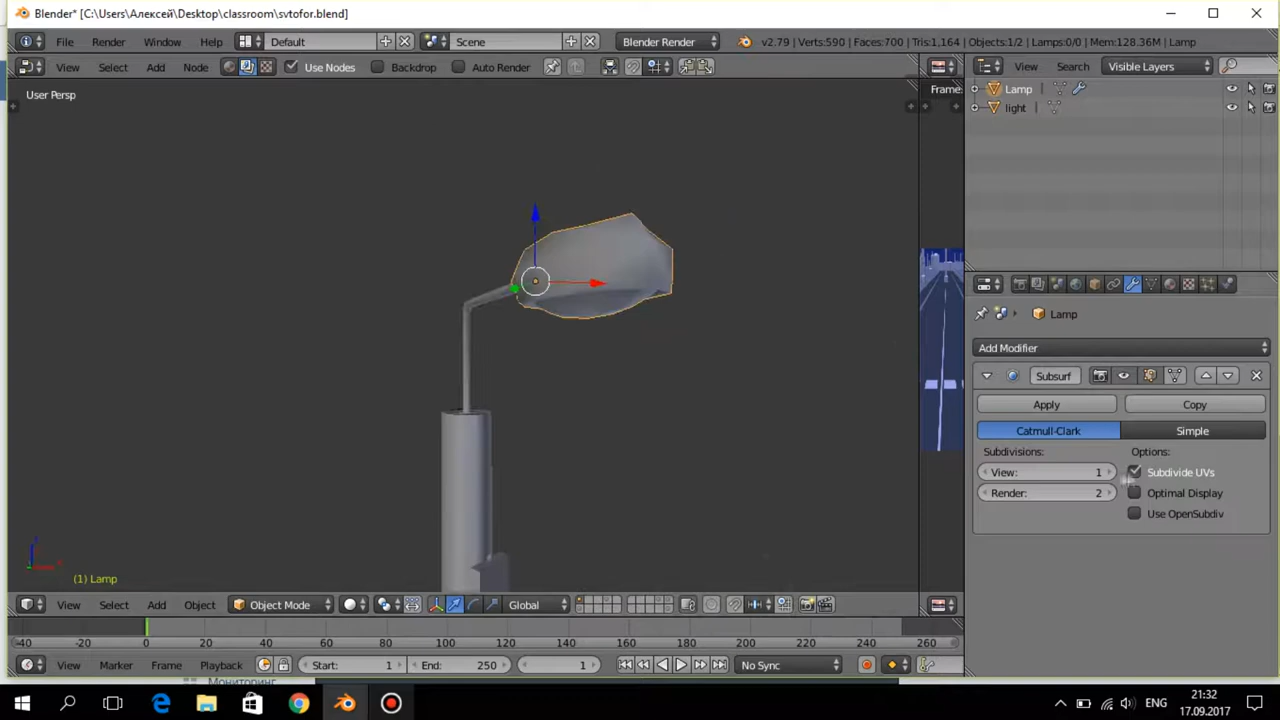 Blender* [C:\Users\Алексей\Desktop\classroom\svtofor.blend]
File Render Window Help Default Scene Blender Render v2.79 | Verts:590 | Faces:700 | Tris:1,164 | Objects:1/2 | Lamps:0/0 | Mem:128.36M | Lamp
View Select Add Node Use Nodes Backdrop Auto Render View Search Visible Layers
User Persp
Frame:
Lamp
light
Lamp
Add Modifier
Subsurf
Apply Copy
Catmull-Clark Simple
Subdivisions: Options:
View: 1 Subdivide UVs
Render: 2 Optimal Display
Use OpenSubdiv
(1) Lamp
View Select Add Object Object Mode Global
-40 -20 0 20 40 60 80 100 120 140 160 180 200 220 240 260
View Marker Frame Playback Start: 1 End: 250 1 No Sync
Мониторинг
ENG 21:32
17.09.2017